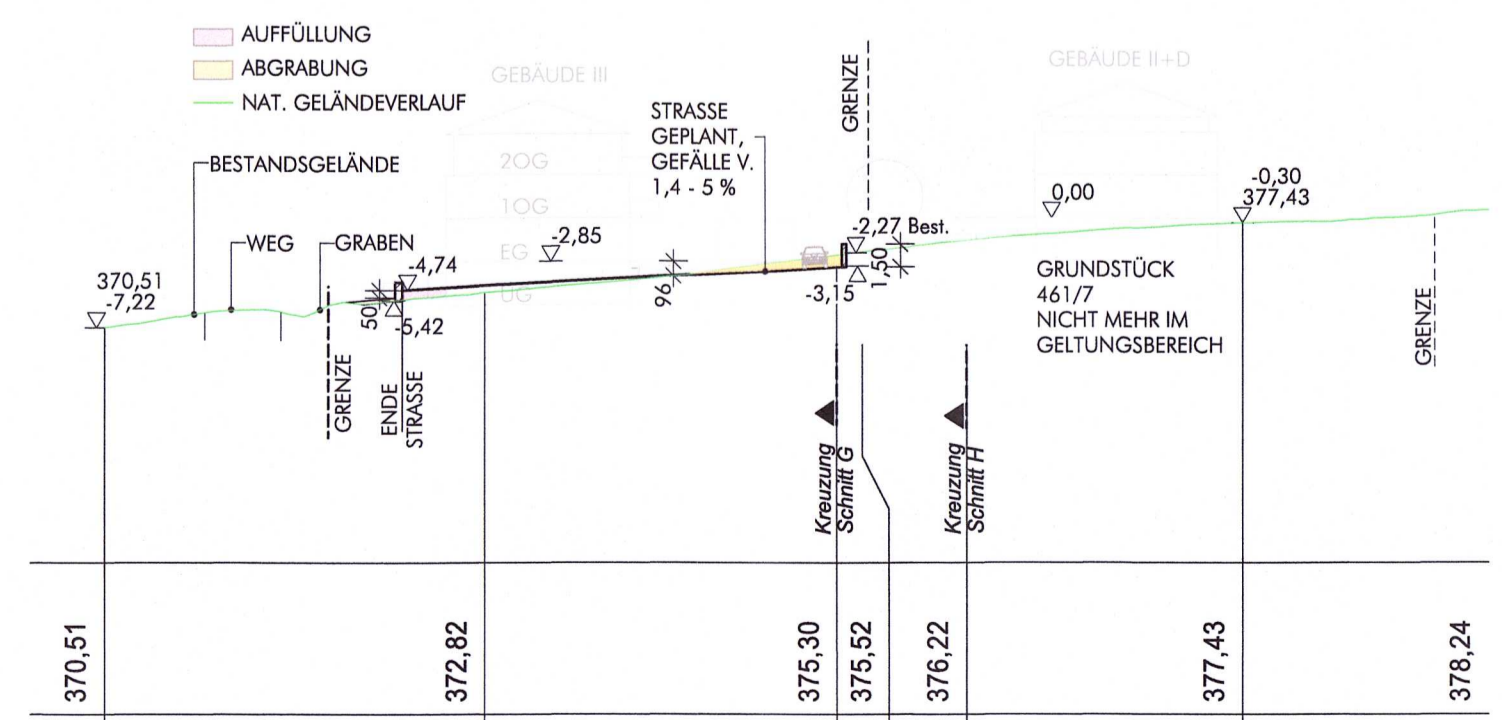 AUFFÜLLUNG
ABGRABUNG
NAT. GELÄNDEVERLAUF
GEBÄUDE III
2OG
1OG
EG
UG
GEBÄUDE II+D
BESTANDSGELÄNDE
WEG
GRABEN
STRASSE
GEPLANT,
GEFÄLLE V.
1,4 - 5 %
GRENZE
370,51
-7,22
-4,74
50
-5,42
-2,85
96
-2,27 Best.
1,50
-3,15
0,00
-0,30
377,43
GRUNDSTÜCK
461/7
NICHT MEHR IM
GELTUNGSBEREICH
GRENZE
GRENZE
ENDE
STRASSE
Kreuzung
Schnitt G
Kreuzung
Schnitt H
370,51
372,82
375,30
375,52
376,22
377,43
378,24